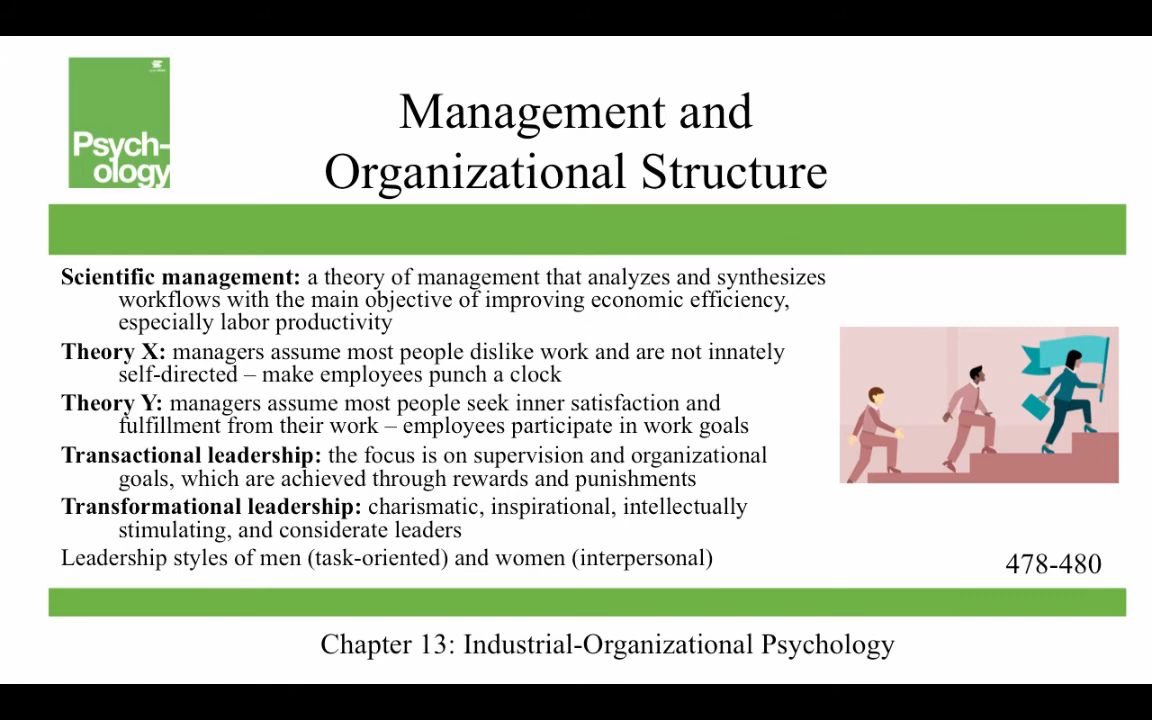 Psych-
ology
Management and
Organizational Structure
Scientific management: a theory of management that analyzes and synthesizes
workflows with the main objective of improving economic efficiency,
especially labor productivity
Theory X: managers assume most people dislike work and are not innately
self-directed – make employees punch a clock
Theory Y: managers assume most people seek inner satisfaction and
fulfillment from their work – employees participate in work goals
Transactional leadership: the focus is on supervision and organizational
goals, which are achieved through rewards and punishments
Transformational leadership: charismatic, inspirational, intellectually
stimulating, and considerate leaders
Leadership styles of men (task-oriented) and women (interpersonal)
478-480
Chapter 13: Industrial-Organizational Psychology